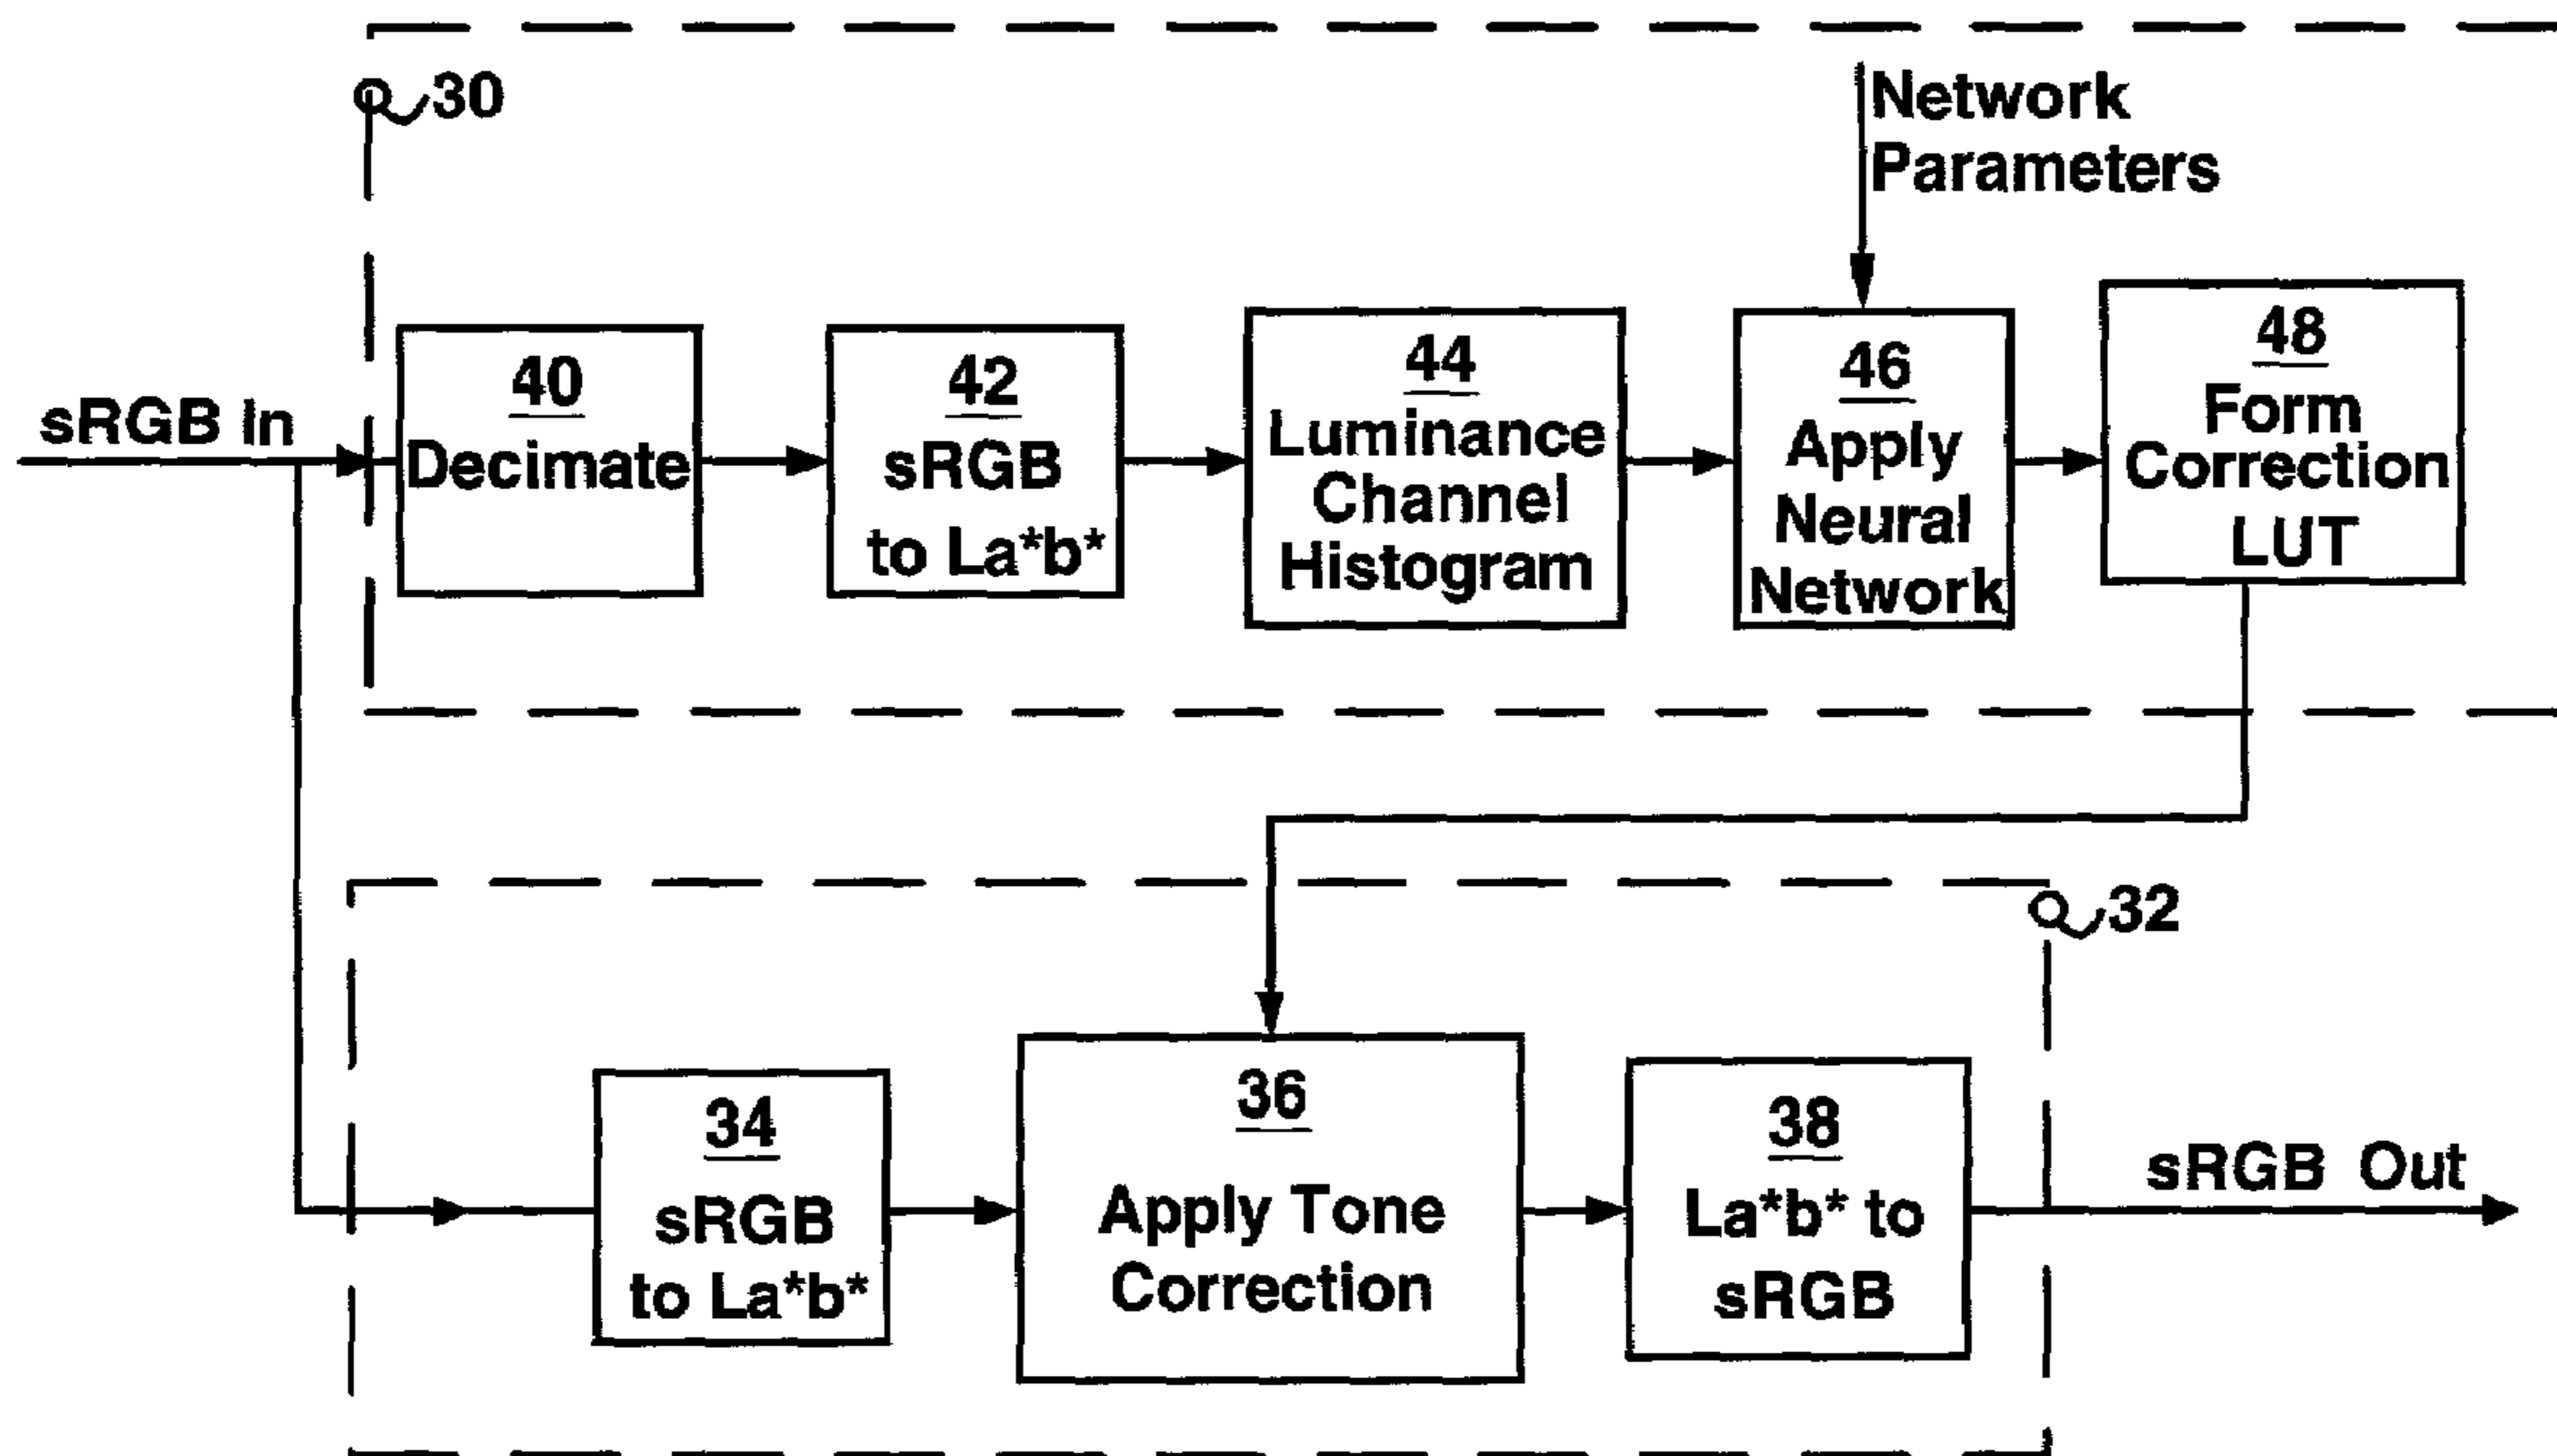 30
Network
Parameters
sRGB In
40
Decimate
42
sRGB
to La*b*
44
Luminance
Channel
Histogram
46
Apply
Neural
Network
48
Form
Correction
LUT
32
34
sRGB
to La*b*
36
Apply Tone
Correction
38
La*b* to
sRGB
sRGB Out